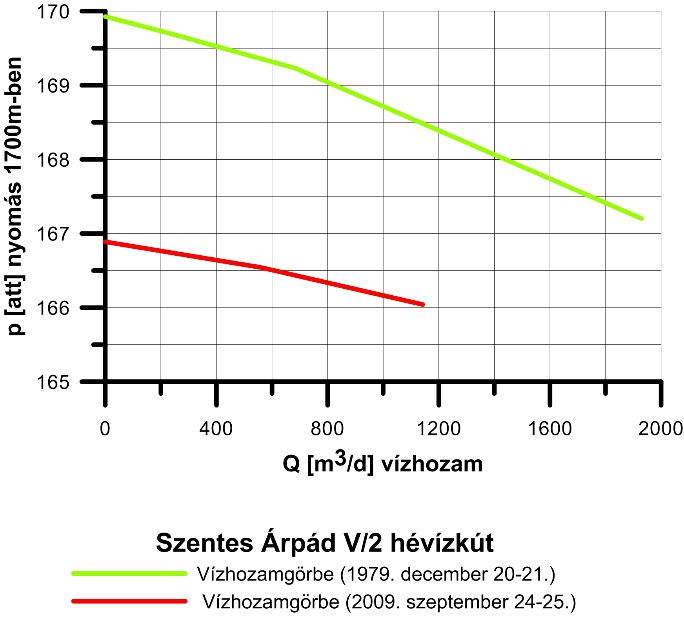 170
169
168
167
166
165
p [att] nyomás 1700m-ben
0 400 800 1200 1600 2000
Q [m3/d] vízhozam
Szentes Árpád V/2 hévízkút
Vízhozamgörbe (1979. december 20-21.)
Vízhozamgörbe (2009. szeptember 24-25.)